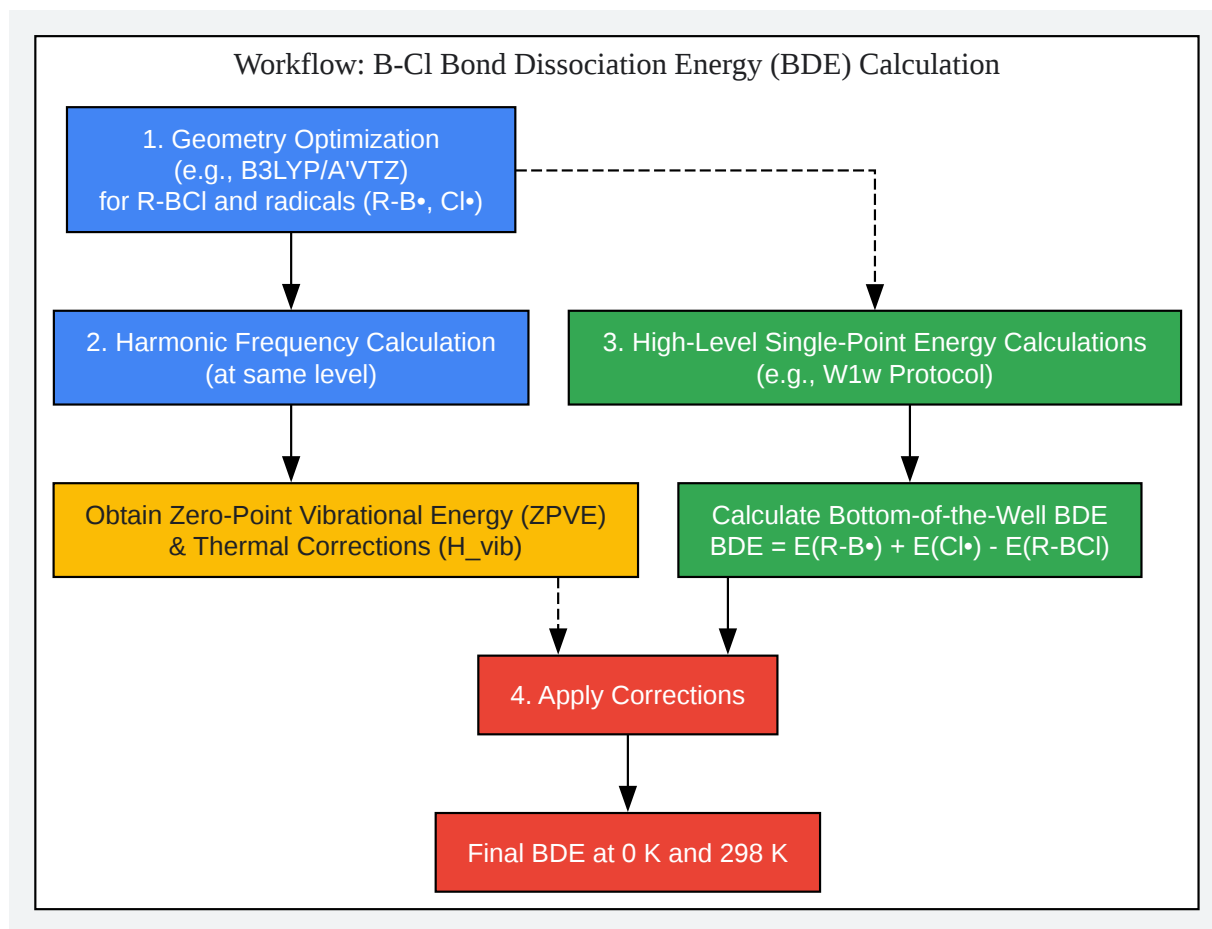 Workflow: B-Cl Bond Dissociation Energy (BDE) Calculation
1. Geometry Optimization
(e.g., B3LYP/A'VTZ)
for R-BCl and radicals (R-B•, Cl•)
2. Harmonic Frequency Calculation
(at same level)
3. High-Level Single-Point Energy Calculations
(e.g., W1w Protocol)
Obtain Zero-Point Vibrational Energy (ZPVE)
& Thermal Corrections (H_vib)
Calculate Bottom-of-the-Well BDE
BDE = E(R-B•) + E(Cl•) - E(R-BCl)
4. Apply Corrections
Final BDE at 0 K and 298 K